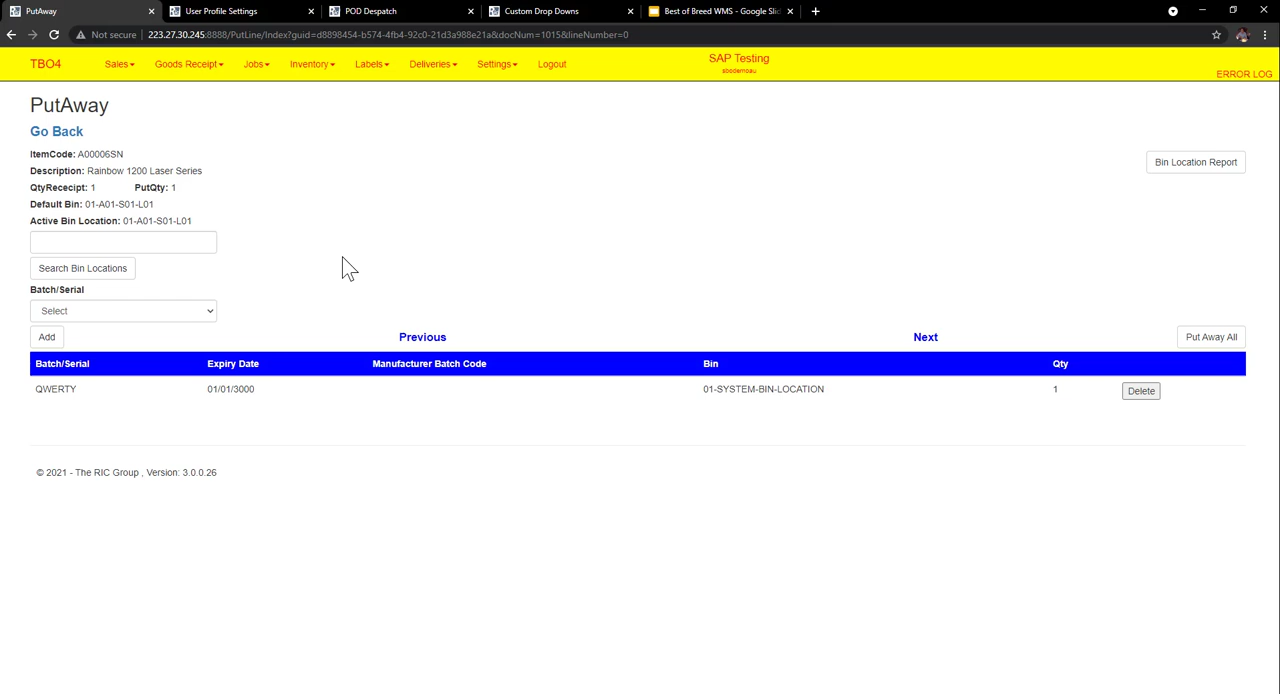 PutAway
User Profile Settings
POD Despatch
Custom Drop Downs
Best of Breed WMS - Google Slid
Not secure | 223.27.30.245:8888/PutLine/Index?guid=d8898454-b574-4fb4-92c0-21d3a988e21a&docNum=1015&lineNumber=0
TBO4 Sales Goods Receipt Jobs Inventory Labels Deliveries Settings Logout
SAP Testing
sbodemoau
ERROR LOG
PutAway
Go Back
ItemCode: A00006SN
Bin Location Report
Description: Rainbow 1200 Laser Series
QtyRececipt: 1 PutQty: 1
Default Bin: 01-A01-S01-L01
Active Bin Location: 01-A01-S01-L01
Search Bin Locations
Batch/Serial
Select
Add Previous Next Put Away All
Batch/Serial Expiry Date Manufacturer Batch Code Bin Qty
QWERTY 01/01/3000 01-SYSTEM-BIN-LOCATION 1 Delete
© 2021 - The RIC Group , Version: 3.0.0.26